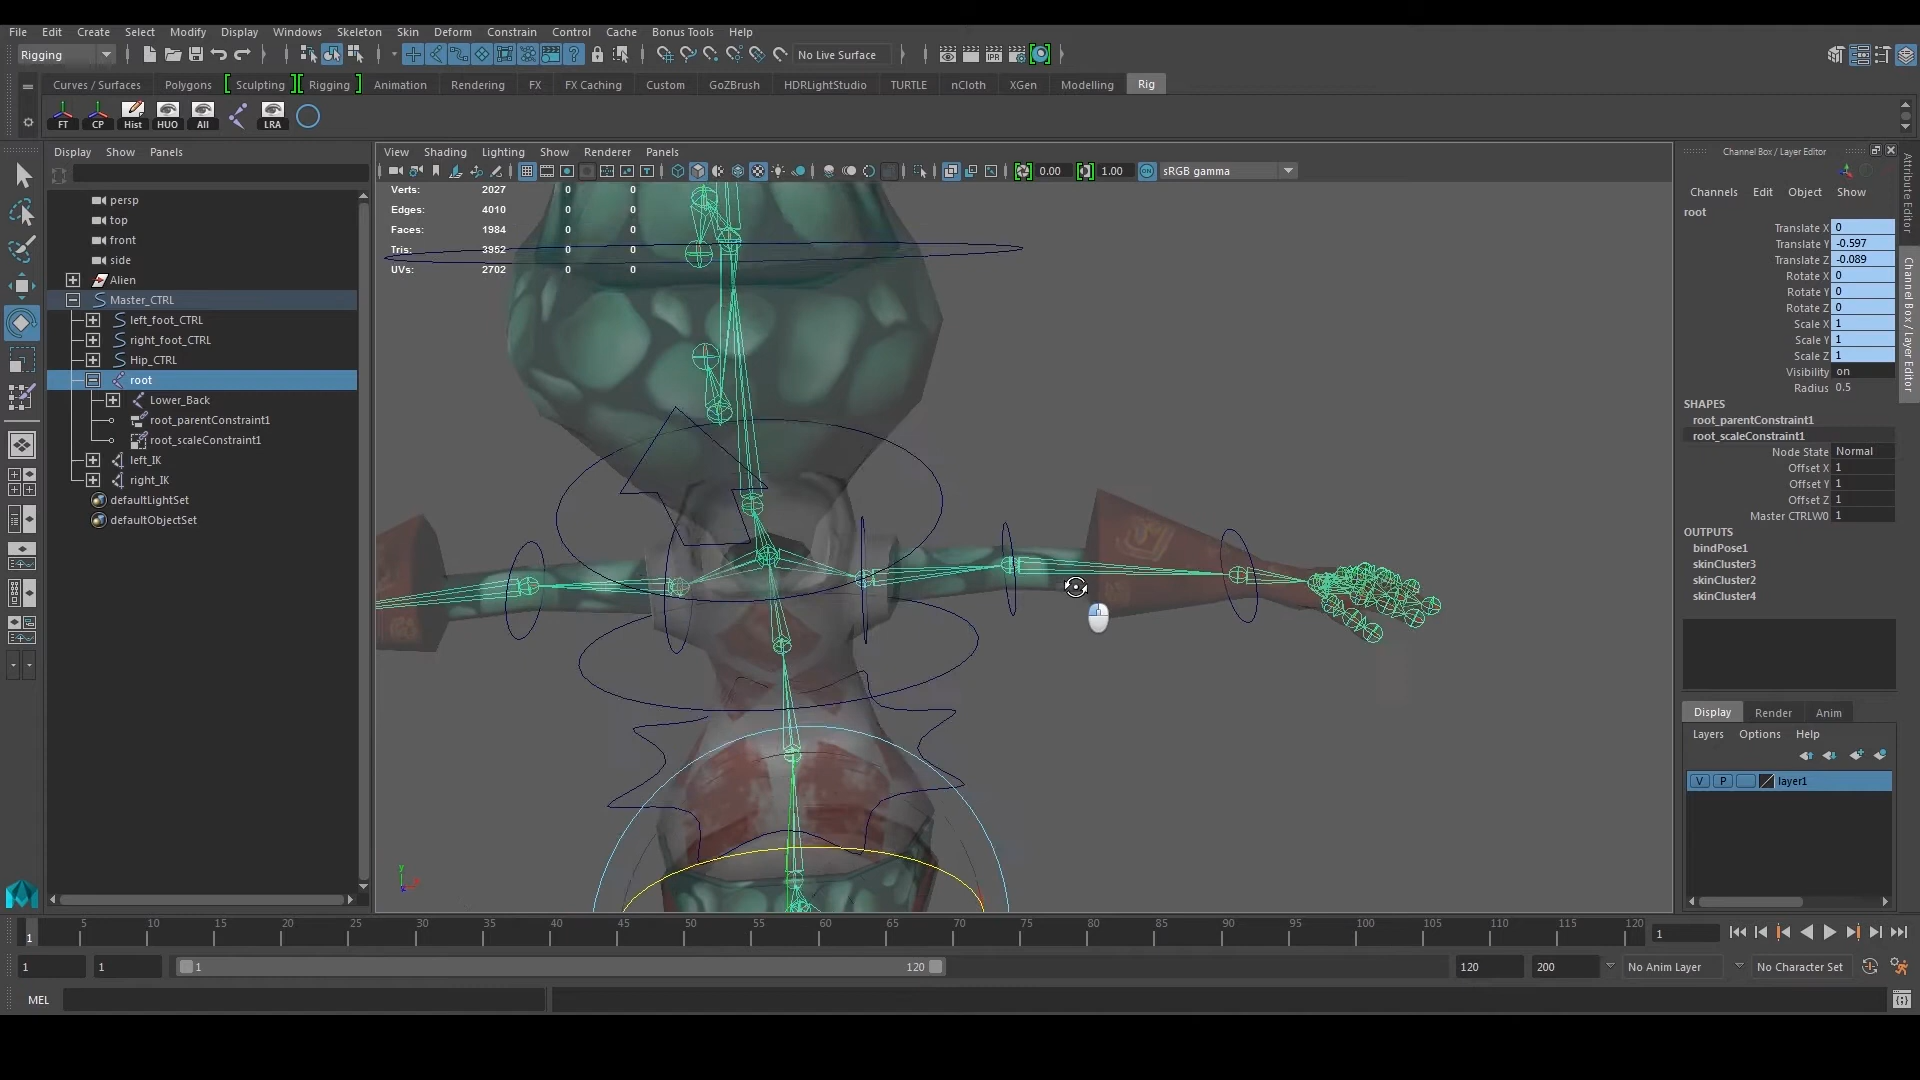 File Edit Create Select Modify Display Windows Skeleton Skin Deform Constrain Control Cache Bonus Tools Help
Rigging No Live Surface
Curves / Surfaces Polygons Sculpting Rigging Animation Rendering FX FX Caching Custom GoZBrush HDRLightStudio TURTLE nCloth XGen Modelling Rig
FT CP Hist HUO All LRA
Display Show Panels
View Shading Lighting Show Renderer Panels
0.00 1.00 ON sRGB gamma
Channel Box / Layer Editor
Channels Edit Object Show
persp
top
front
side
Alien
Master_CTRL
left_foot_CTRL
right_foot_CTRL
Hip_CTRL
root
Lower_Back
root_parentConstraint1
root_scaleConstraint1
left_IK
right_IK
defaultLightSet
defaultObjectSet
Verts: 2027 0 0
Edges: 4010 0 0
Faces: 1984 0 0
Tris: 3952 0 0
UVs: 2702 0 0
y
root
Translate X 0
Translate Y -0.597
Translate Z -0.089
Rotate X 0
Rotate Y 0
Rotate Z 0
Scale X 1
Scale Y 1
Scale Z 1
Visibility on
Radius 0.5
SHAPES
root_parentConstraint1
root_scaleConstraint1
Node State Normal
Offset X 1
Offset Y 1
Offset Z 1
Master CTRLW0 1
OUTPUTS
bindPose1
skinCluster3
skinCluster2
skinCluster4
Attribute Editor
Channel Box / Layer Editor
Display Render Anim
Layers Options Help
V P layer1
1 5 10 15 20 25 30 35 40 45 50 55 60 65 70 75 80 85 90 95 100 105 110 115 120 1
1 1 1 120 120 200 No Anim Layer No Character Set
MEL